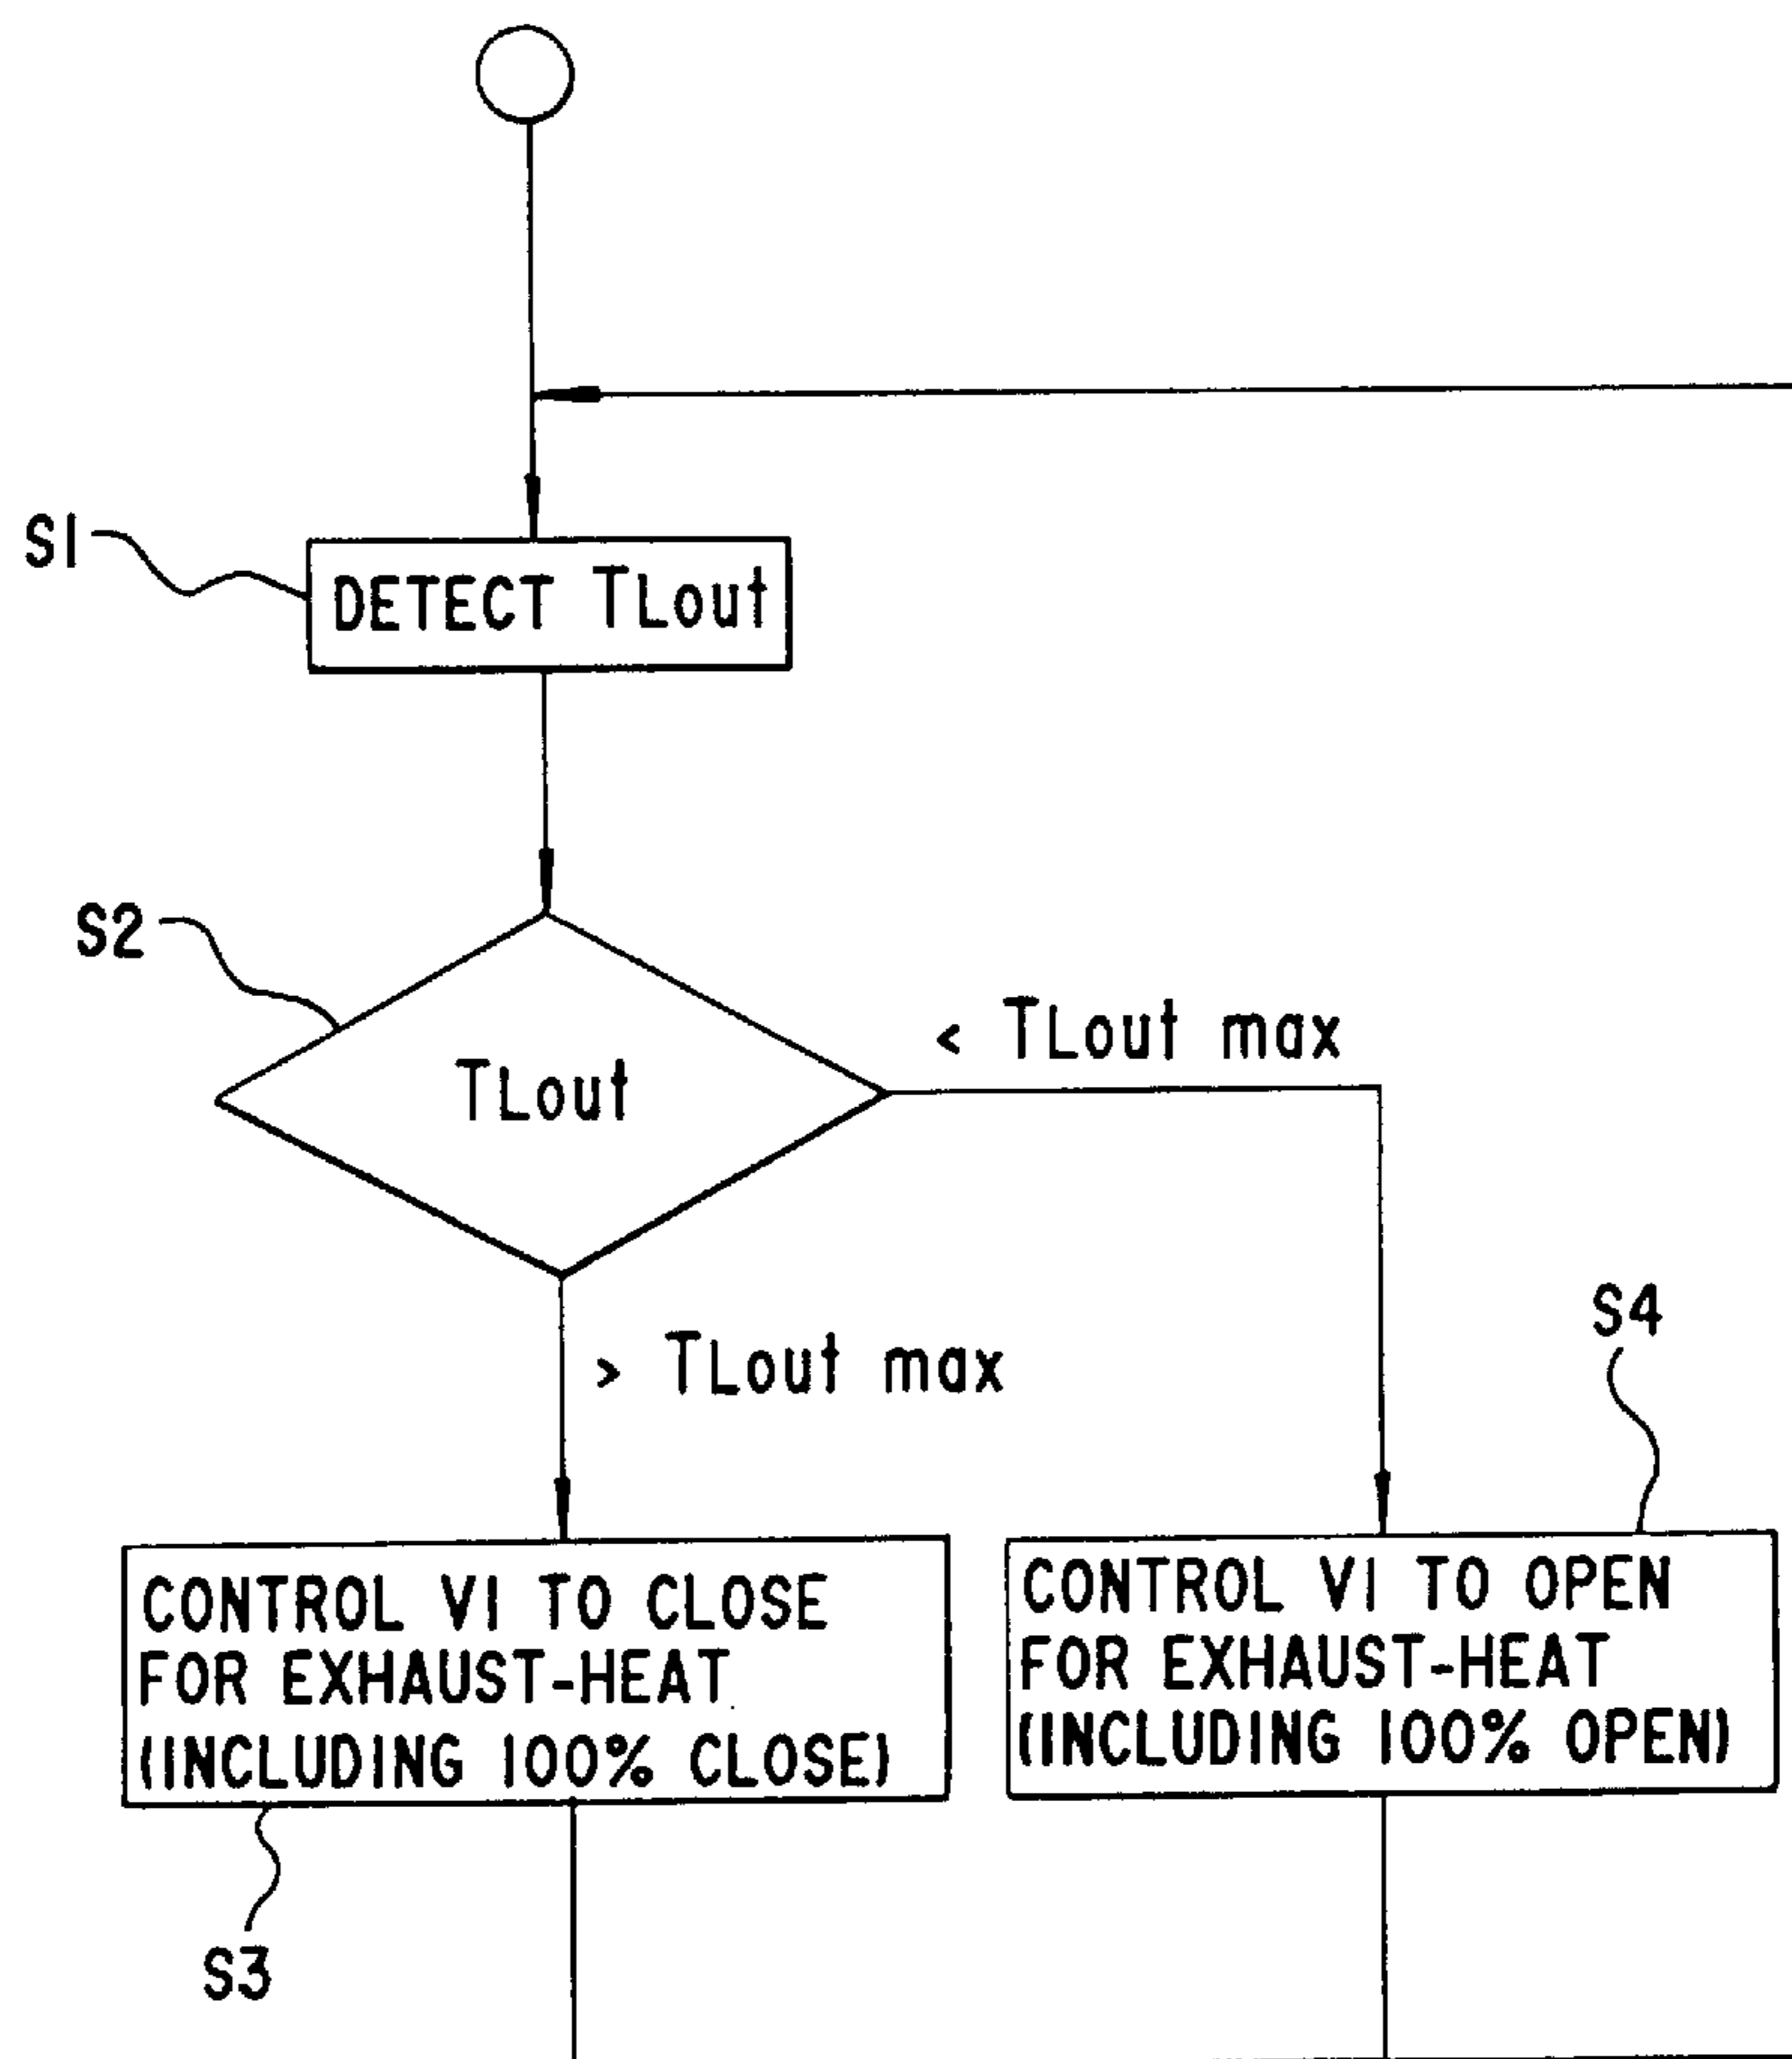 S1
DETECT TLout
S2
TLout
< TLout max
> TLout max
S4
CONTROL V1 TO CLOSE
FOR EXHAUST-HEAT
(INCLUDING 100% CLOSE)
CONTROL V1 TO OPEN
FOR EXHAUST-HEAT
(INCLUDING 100% OPEN)
S3